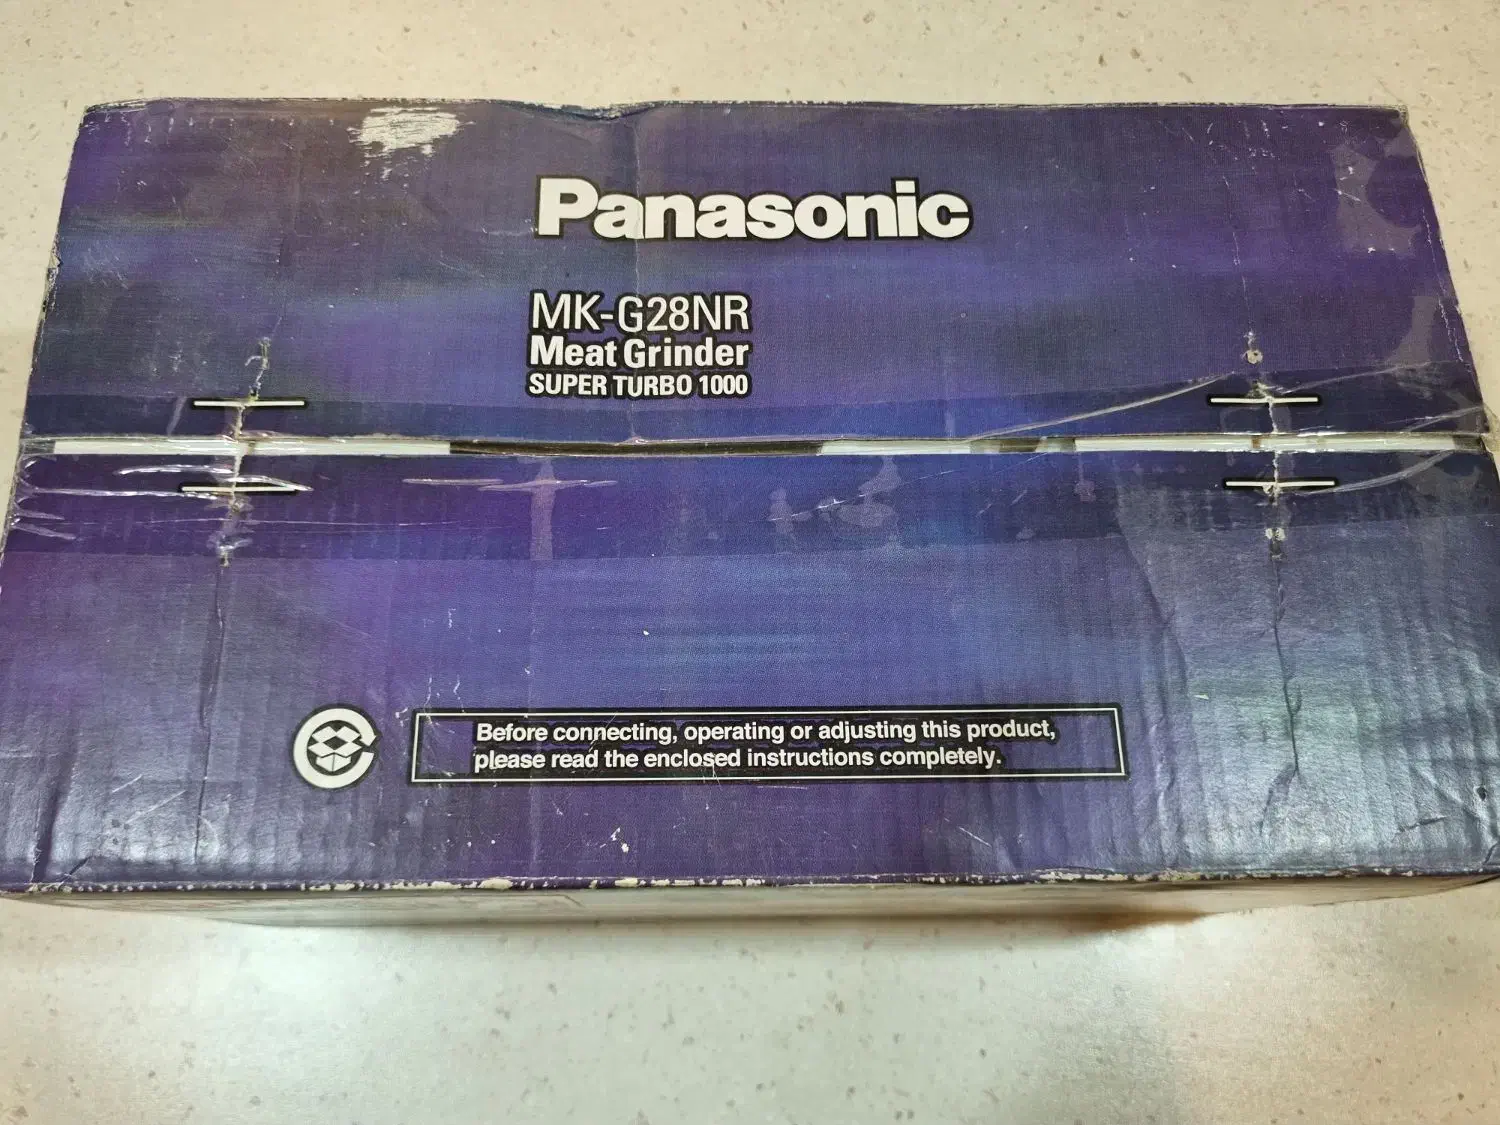 Panasonic
MK-G28NR
Meat Grinder
SUPER TURBO 1000
Before connecting, operating or adjusting this product,
please read the enclosed instructions completely.